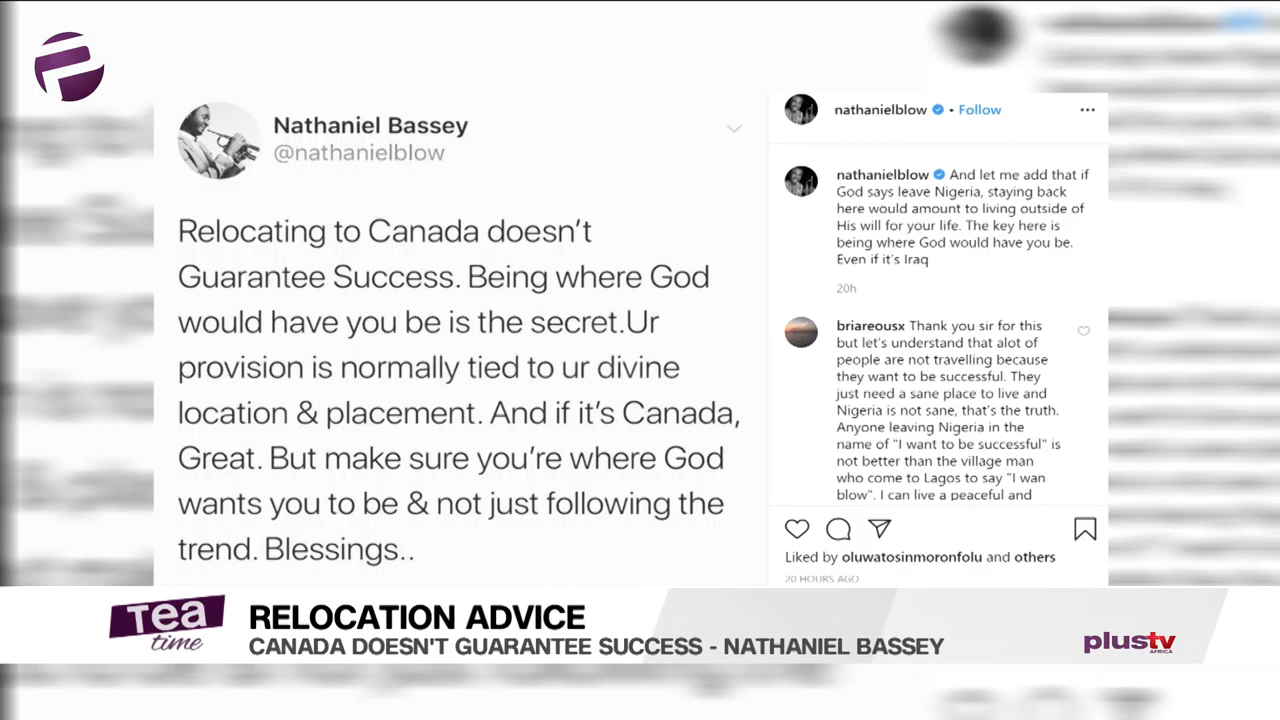 Nathaniel Bassey
@nathanielblow
Relocating to Canada doesn't
Guarantee Success. Being where God
would have you be is the secret.Ur
provision is normally tied to ur divine
location & placement. And if it's Canada,
Great. But make sure you're where God
wants you to be & not just following the
trend. Blessings..
nathanielblow • Follow
nathanielblow And let me add that if
God says leave Nigeria, staying back
here would amount to living outside of
His will for your life. The key here is
being where God would have you be.
Even if it's Iraq
20h
briareousx Thank you sir for this
but let's understand that alot of
people are not travelling because
they want to be successful. They
just need a sane place to live and
Nigeria is not sane, that's the truth.
Anyone leaving Nigeria in the
name of "I want to be successful" is
not better than the village man
who come to Lagos to say "I wan
blow". I can live a peaceful and
Liked by oluwatosinmoronfolu and others
20 HOURS AGO
Tea
time
RELOCATION ADVICE
CANADA DOESN'T GUARANTEE SUCCESS - NATHANIEL BASSEY
plustv
AFRICA